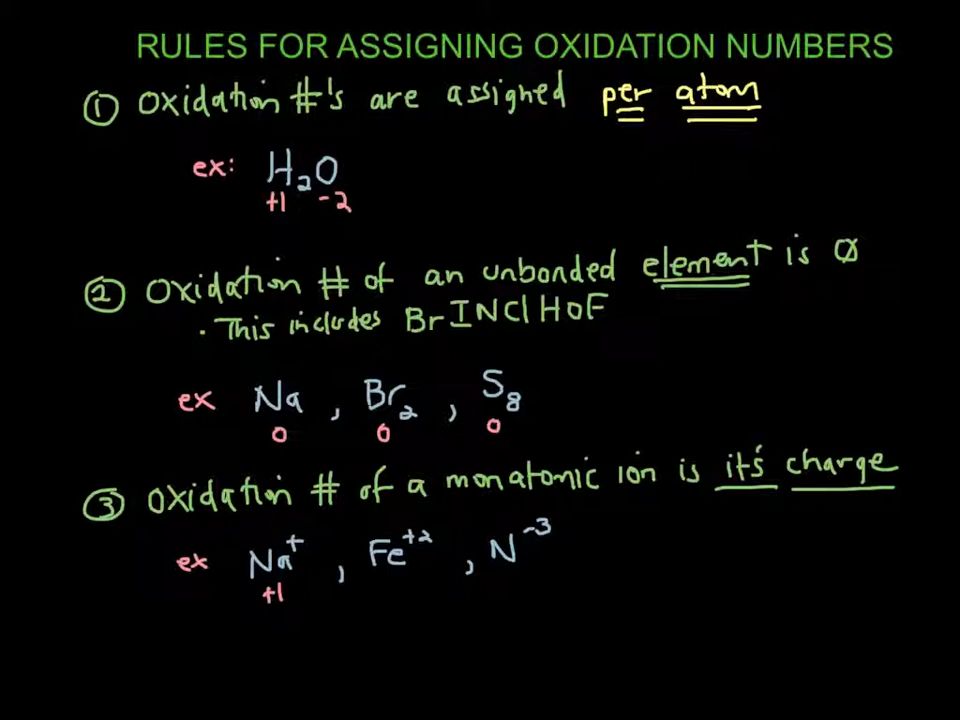 RULES FOR ASSIGNING OXIDATION NUMBERS
① Oxidation #'s are assigned per atom
ex: H₂O
+1 -2
② Oxidation # of an unbonded element is 0
· This includes BrINClHOF
ex Na , Br₂ , S₈
0 0 0
③ Oxidation # of a monatomic ion is it's charge
ex Na⁺ , Fe⁺² , N⁻³
+1